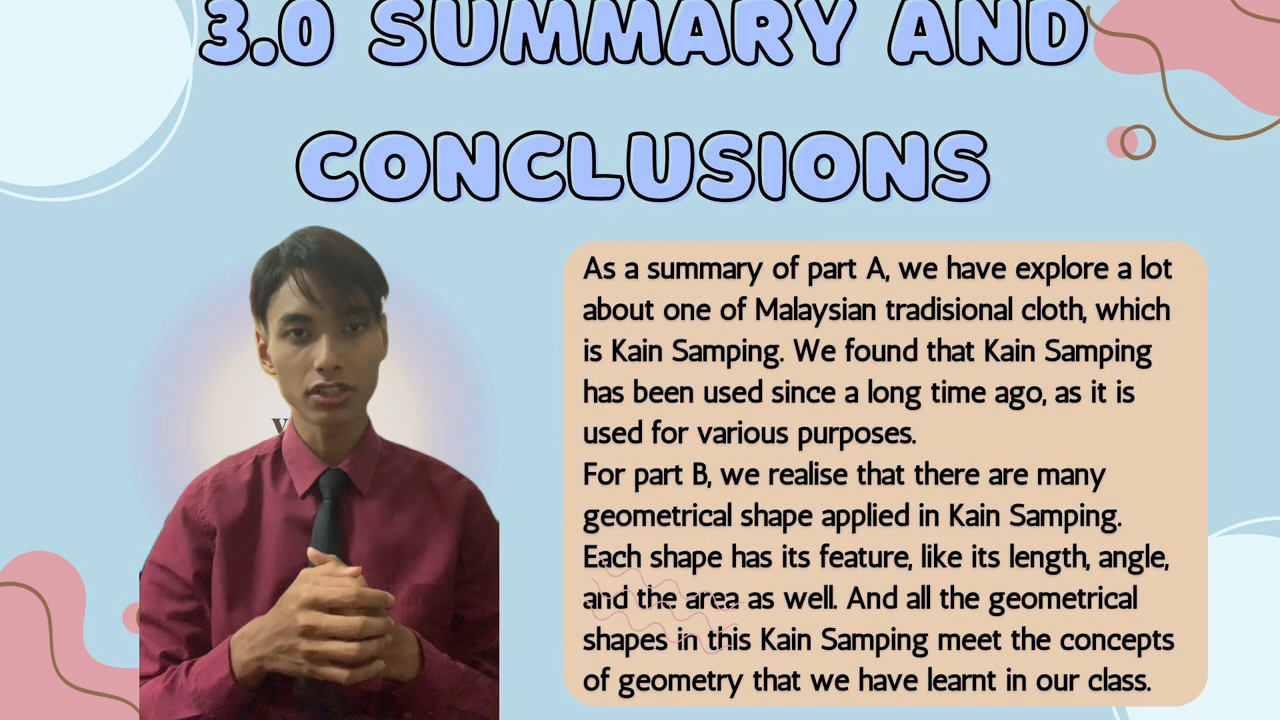 3.0 SUMMARY AND
CONCLUSIONS
As a summary of part A, we have explore a lot
about one of Malaysian tradisional cloth, which
is Kain Samping. We found that Kain Samping
has been used since a long time ago, as it is
used for various purposes.
For part B, we realise that there are many
geometrical shape applied in Kain Samping.
Each shape has its feature, like its length, angle,
and the area as well. And all the geometrical
shapes in this Kain Samping meet the concepts
of geometry that we have learnt in our class.